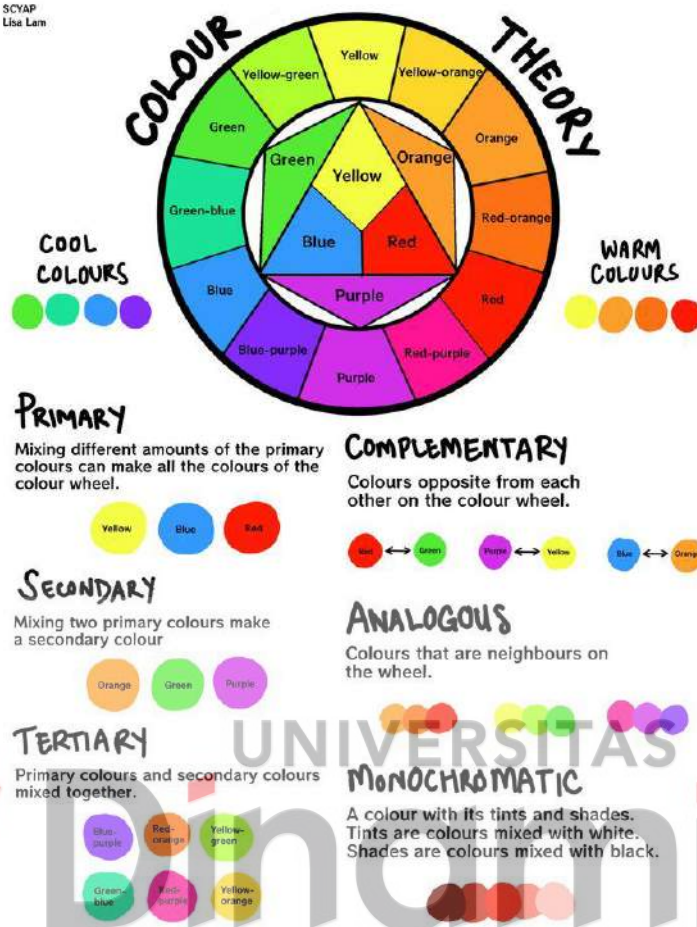 SCYAP
Lisa Lam
COLOUR
THEORY
Yellow
Yellow-green
Yellow-orange
Green
Orange
Green-blue
Red-orange
Blue
Red
Blue-purple
Red-purple
Purple
Green
Orange
Yellow
Blue
Red
Purple
COOL
COLOURS
WARM
COLOURS
PRIMARY
Mixing different amounts of the primary
colours can make all the colours of the
colour wheel.
Yellow
Blue
Red
COMPLEMENTARY
Colours opposite from each
other on the colour wheel.
Red
Green
Purple
Yellow
Blue
Orang
SECONDARY
Mixing two primary colours make
a secondary colour
Orange
Green
Purple
ANALOGOUS
Colours that are neighbours on
the wheel.
TERTIARY
Primary colours and secondary colours
mixed together.
Blue-
purple
Red-
orange
Yellow-
green
Green-
blue
Red-
purple
Yellow-
orange
MONOCHROMATIC
A colour with its tints and shades.
Tints are colours mixed with white.
Shades are colours mixed with black.
UNIVERSITAS
Dinami